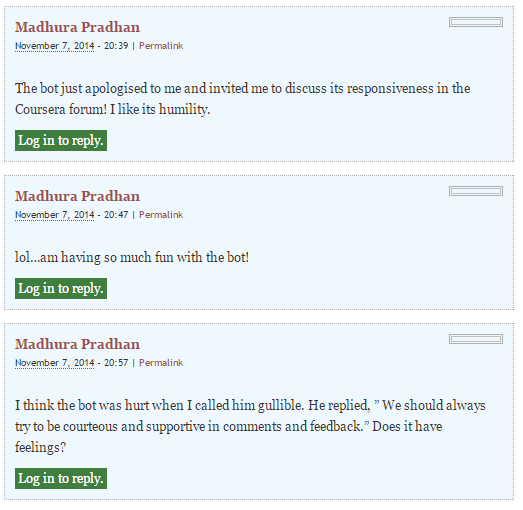 Madhura Pradhan
November 7, 2014 - 20:39 | Permalink
The bot just apologised to me and invited me to discuss its responsiveness in the
Coursera forum! I like its humility.
Log in to reply.
Madhura Pradhan
November 7, 2014 - 20:47 | Permalink
lol...am having so much fun with the bot!
Log in to reply.
Madhura Pradhan
November 7, 2014 - 20:57 | Permalink
I think the bot was hurt when I called him gullible. He replied, ” We should always
try to be courteous and supportive in comments and feedback.” Does it have
feelings?
Log in to reply.